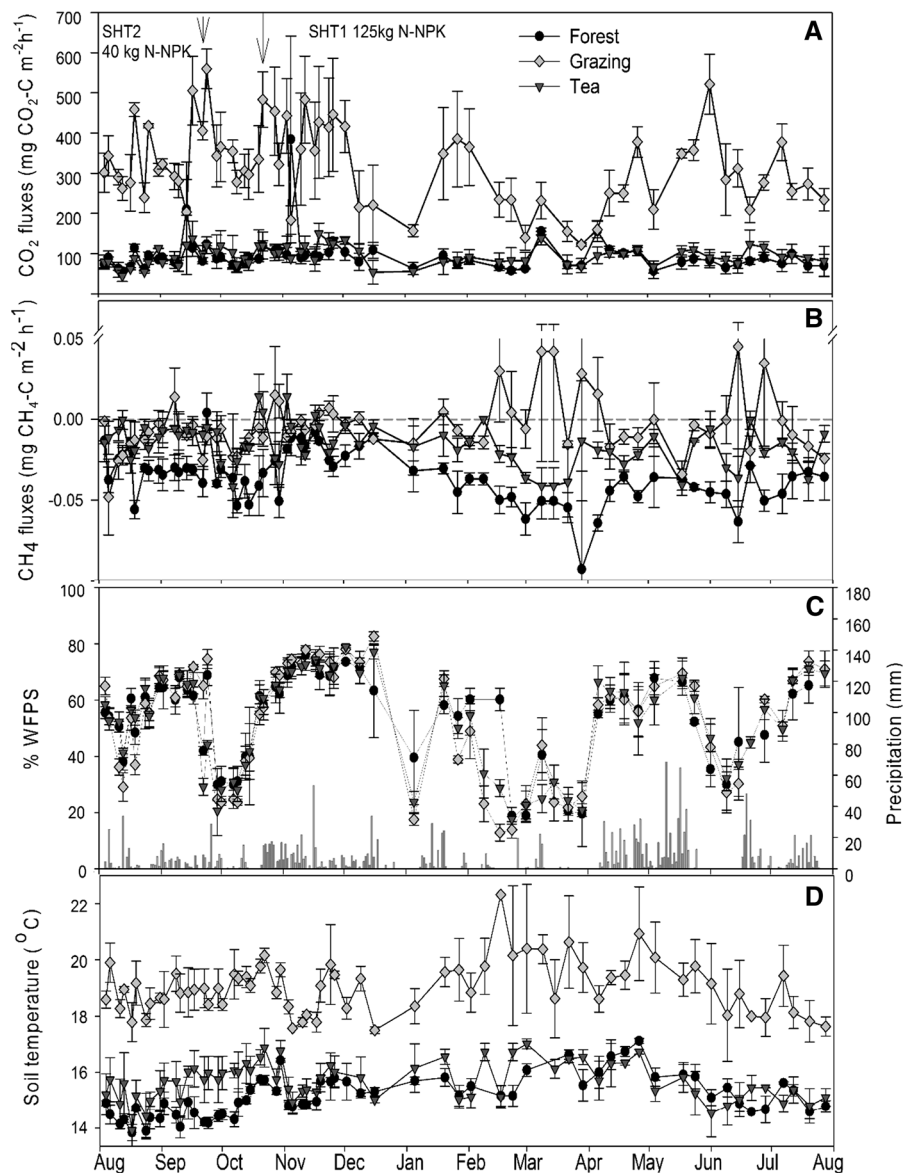 A
SHT2
40 kg N-NPK
SHT1 125kg N-NPK
Forest
Grazing
Tea
CO2 fluxes (mg CO2-C m-2h-1)
700
600
500
400
300
200
100
B
CH4 fluxes (mg CH4-C m-2 h-1)
0.05
0.00
-0.05
C
% WFPS
100
80
60
40
20
0
Precipitation (mm)
180
160
140
120
100
80
60
40
20
0
D
Soil temperature (oC)
22
20
18
16
14
Aug Sep Oct Nov Dec Jan Feb Mar Apr May Jun Jul Aug